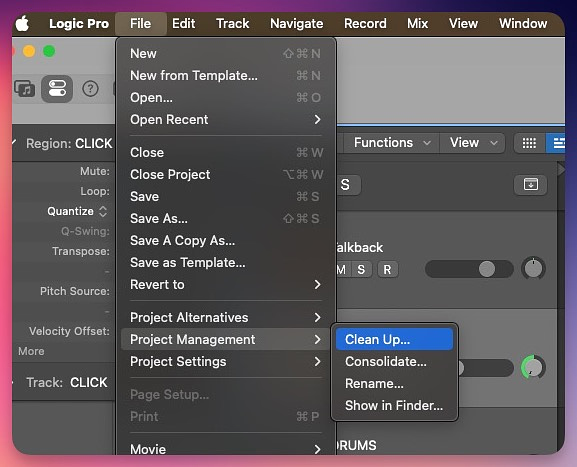 Logic Pro File Edit Track Navigate Record Mix View Window
New ⇧⌘N
New from Template... ⌘N
Open... ⌘O
Open Recent
Region: CLICK
Functions View
Close ⌘W
Mute:
Close Project ⌥⌘W
Loop:
Save ⌘S
S
Quantize
Save As... ⇧⌘S
Q-Swing:
Save A Copy As...
Transpose:
Save as Template...
alkback
M S R
Revert to
Pitch Source:
Project Alternatives
Velocity Offset:
Project Management
Clean Up...
More
Project Settings
Consolidate...
Track: CLICK
Page Setup...
Rename...
Print ⌘P
Show in Finder...
Movie
DRUMS